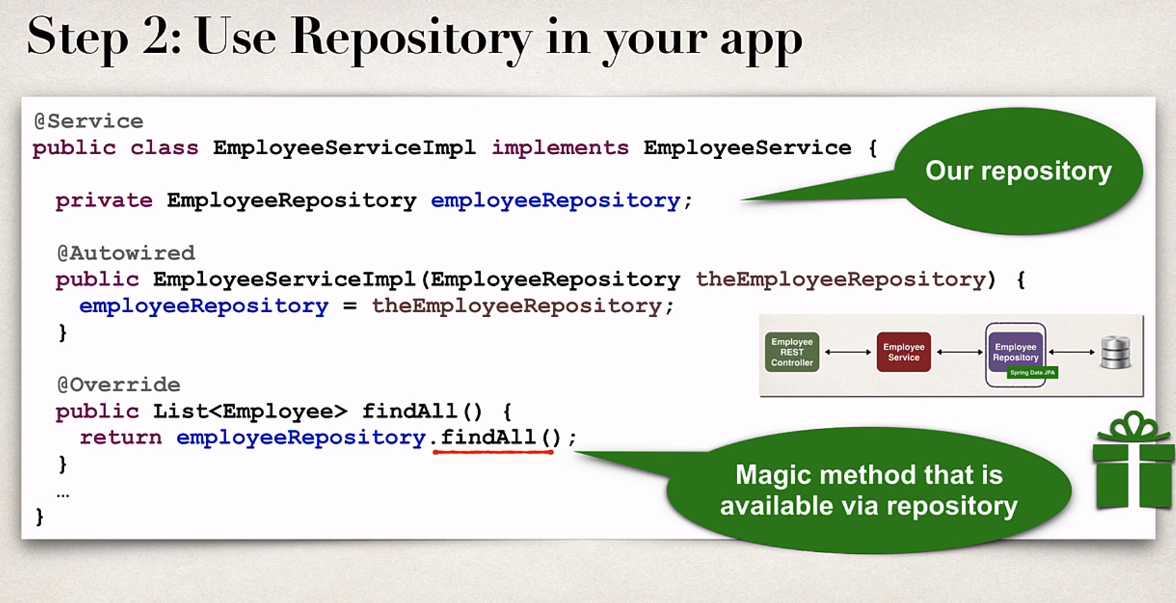 Step 2: Use Repository in your app
@Service
public class EmployeeServiceImpl implements EmployeeService {
private EmployeeRepository employeeRepository;
@Autowired
public EmployeeServiceImpl(EmployeeRepository theEmployeeRepository) {
employeeRepository = theEmployeeRepository;
}
@Override
public List<Employee> findAll() {
return employeeRepository.findAll();
}
…
}
Our repository
Employee
REST
Controller
Employee
Service
Employee
Repository
Spring Data JPA
Magic method that is
available via repository